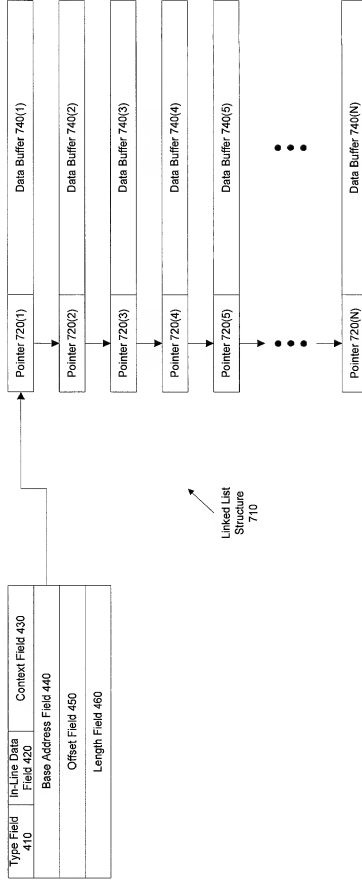 Type Field
410
In-Line Data
Field 420
Context Field 430
Base Address Field 440
Offset Field 450
Length Field 460
Linked List
Structure
710
Pointer 720(1)
Data Buffer 740(1)
Pointer 720(2)
Data Buffer 740(2)
Pointer 720(3)
Data Buffer 740(3)
Pointer 720(4)
Data Buffer 740(4)
Pointer 720(5)
Data Buffer 740(5)
Pointer 720(N)
Data Buffer 740(N)